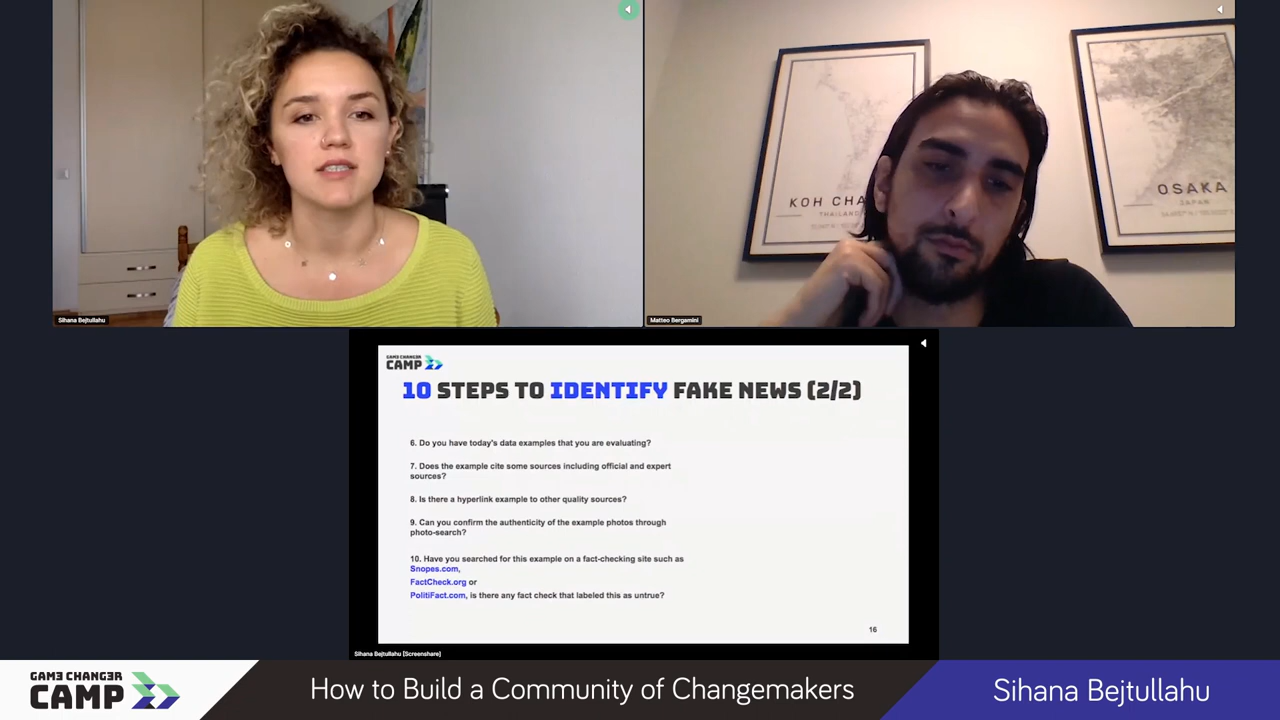 KOH CHA
THAILAND
OSAKA
JAPAN
Sihana Bejtullahu
Matteo Bergamini
GAME CHANGER
CAMP
10 STEPS TO IDENTIFY FAKE NEWS (2/2)
6. Do you have today's data examples that you are evaluating?
7. Does the example cite some sources including official and expert
sources?
8. Is there a hyperlink example to other quality sources?
9. Can you confirm the authenticity of the example photos through
photo-search?
10. Have you searched for this example on a fact-checking site such as
Snopes.com,
FactCheck.org or
PolitiFact.com, is there any fact check that labeled this as untrue?
16
Sihana Bejtullahu [Screenshare]
GAM3 CHANG3R
CAMP
How to Build a Community of Changemakers
Sihana Bejtullahu